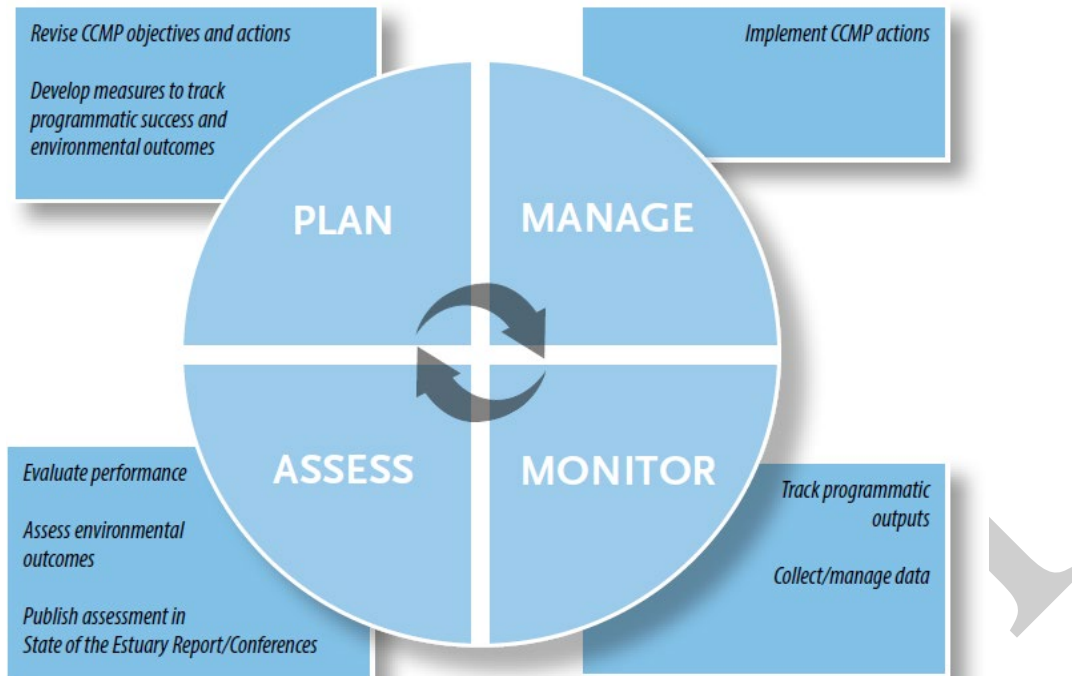 Revise CCMP objectives and actions
Develop measures to track
programmatic success and
environmental outcomes
Implement CCMP actions
PLAN
MANAGE
ASSESS
MONITOR
Evaluate performance
Assess environmental
outcomes
Publish assessment in
State of the Estuary Report/Conferences
Track programmatic
outputs
Collect/manage data